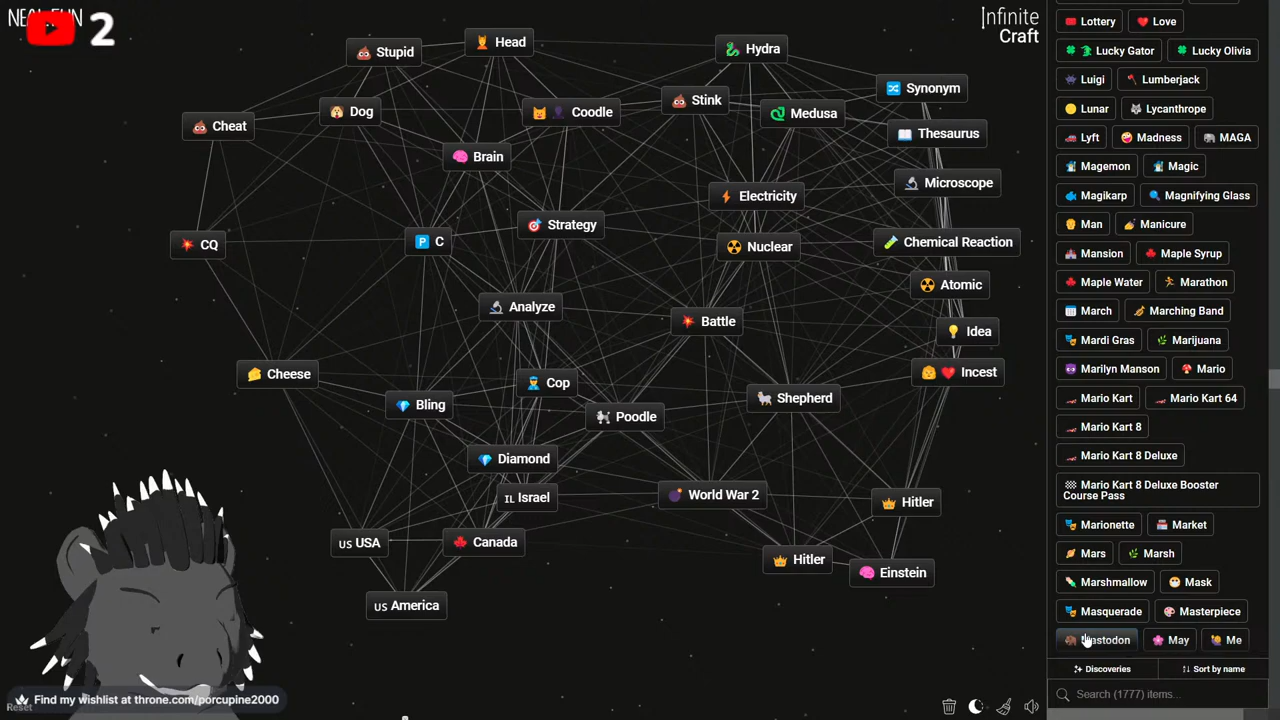 NEAL.FUN
2
Infinite
Craft
Stupid
Head
Hydra
Synonym
Dog
Coodle
Stink
Medusa
Cheat
Thesaurus
Brain
Microscope
Electricity
Strategy
CQ
P C
Nuclear
Chemical Reaction
Atomic
Analyze
Battle
Idea
Cheese
Cop
Incest
Bling
Poodle
Shepherd
Diamond
IL Israel
World War 2
Hitler
US USA
Canada
Hitler
Einstein
US America
Find my wishlist at throne.com/porcupine2000
Reset
Lottery Love
Lucky Gator Lucky Olivia
Luigi Lumberjack
Lunar Lycanthrope
Lyft Madness MAGA
Magemon Magic
Magikarp Magnifying Glass
Man Manicure
Mansion Maple Syrup
Maple Water Marathon
March Marching Band
Mardi Gras Marijuana
Marilyn Manson Mario
Mario Kart Mario Kart 64
Mario Kart 8
Mario Kart 8 Deluxe
Mario Kart 8 Deluxe Booster
Course Pass
Marionette Market
Mars Marsh
Marshmallow Mask
Masquerade Masterpiece
Mastodon May Me
Discoveries Sort by name
Search (1777) items...